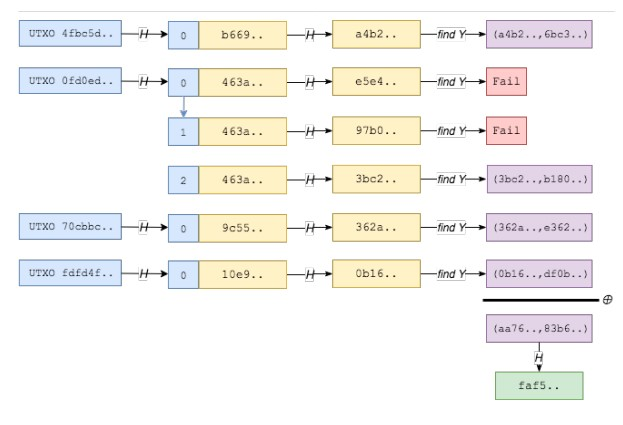 UTXO 4fbc5d.. H 0 b669.. H a4b2.. find Y (a4b2..,6bc3..)
UTXO 0fd0ed.. H 0 463a.. H e5e4.. find Y Fail
1 463a.. H 97b0.. find Y Fail
2 463a.. H 3bc2.. find Y (3bc2..,b180..)
UTXO 70cbbc.. H 0 9c55.. H 362a.. find Y (362a..,e362..)
UTXO fdfd4f.. H 0 10e9.. H 0b16.. find Y (0b16..,df0b..)
⊕
(aa76..,83b6..)
H
faf5..